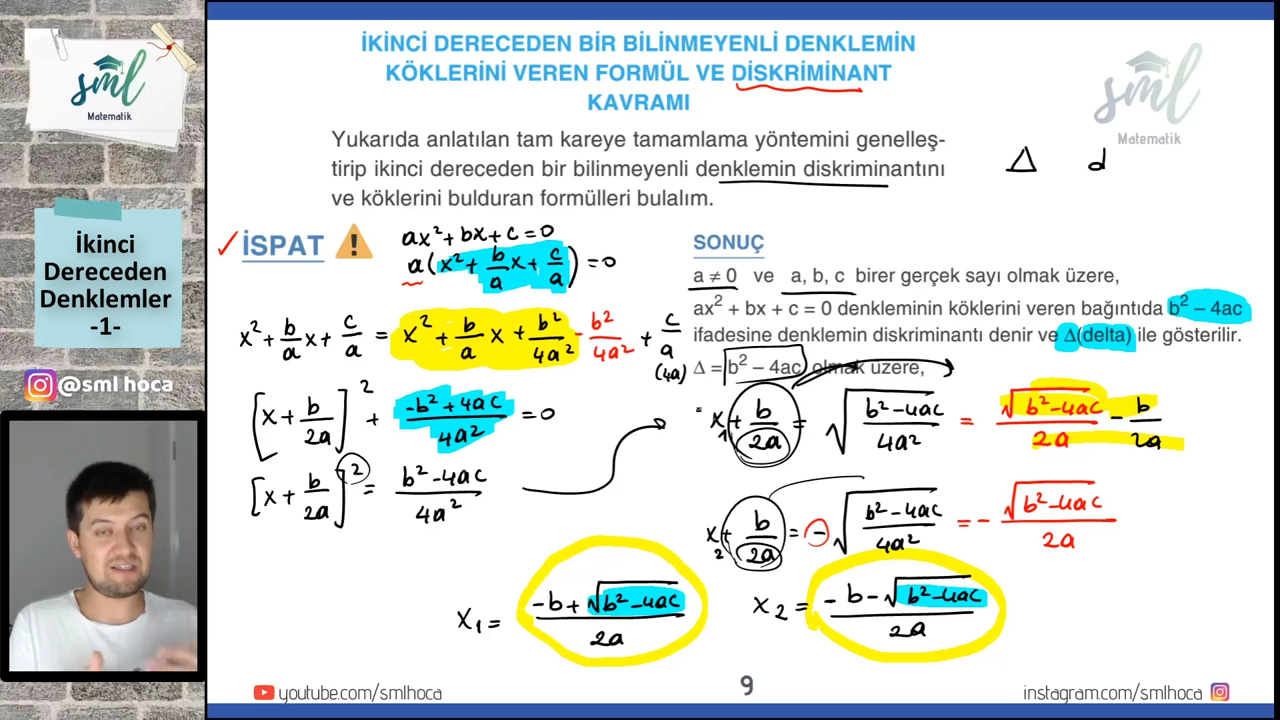 sml
Matematik
İKİNCİ DERECEDEN BİR BİLİNMEYENLİ DENKLEMİN
KÖKLERİNİ VEREN FORMÜL VE DİSKRİMİNANT
KAVRAMI
sml
Matematik
Yukarıda anlatılan tam kareye tamamlama yöntemini genelleş-
tirip ikinci dereceden bir bilinmeyenli denklemin diskriminantını
ve köklerini bulduran formülleri bulalım.
Δ d
İkinci
Dereceden
Denklemler
-1-
@sml hoca
✓ İSPAT !
ax² + bx + c = 0
a(x² + b/a x + c/a) = 0
x² + b/a x + c/a = x² + b/a x + b²/4a² - b²/4a² + c/a
(4a)
[x + b/2a]² + -b² + 4ac/4a² = 0
[x + b/2a]² = b² - 4ac/4a²
SONUÇ
a ≠ 0 ve a, b, c birer gerçek sayı olmak üzere,
ax² + bx + c = 0 denkleminin köklerini veren bağıntıda b² – 4ac
ifadesine denklemin diskriminantı denir ve Δ(delta) ile gösterilir.
Δ = b² – 4ac olmak üzere,
x₁ + b/2a = √(b² - 4ac/4a²) = √(b² - 4ac)/2a - b/2a
x₂ + b/2a = - √(b² - 4ac/4a²) = - √(b² - 4ac)/2a
x₁ = -b + √(b² - 4ac)/2a
x₂ = -b - √(b² - 4ac)/2a
youtube.com/smlhoca
9
instagram.com/smlhoca